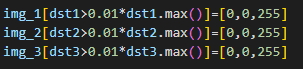 img_1[dst1>0.01*dst1.max()]=[0,0,255]
img_2[dst2>0.01*dst2.max()]=[0,0,255]
img_3[dst3>0.01*dst3.max()]=[0,0,255]